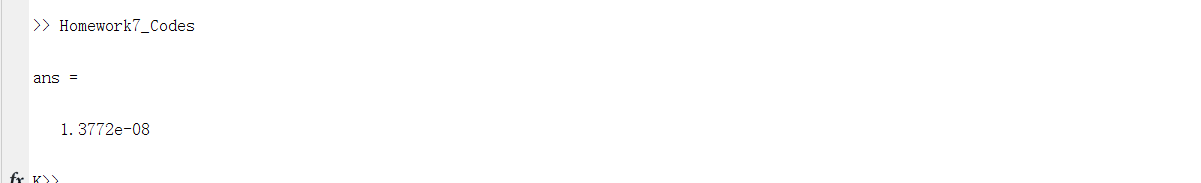 >> Homework7_Codes
ans =
1.3772e-08
fx K>>